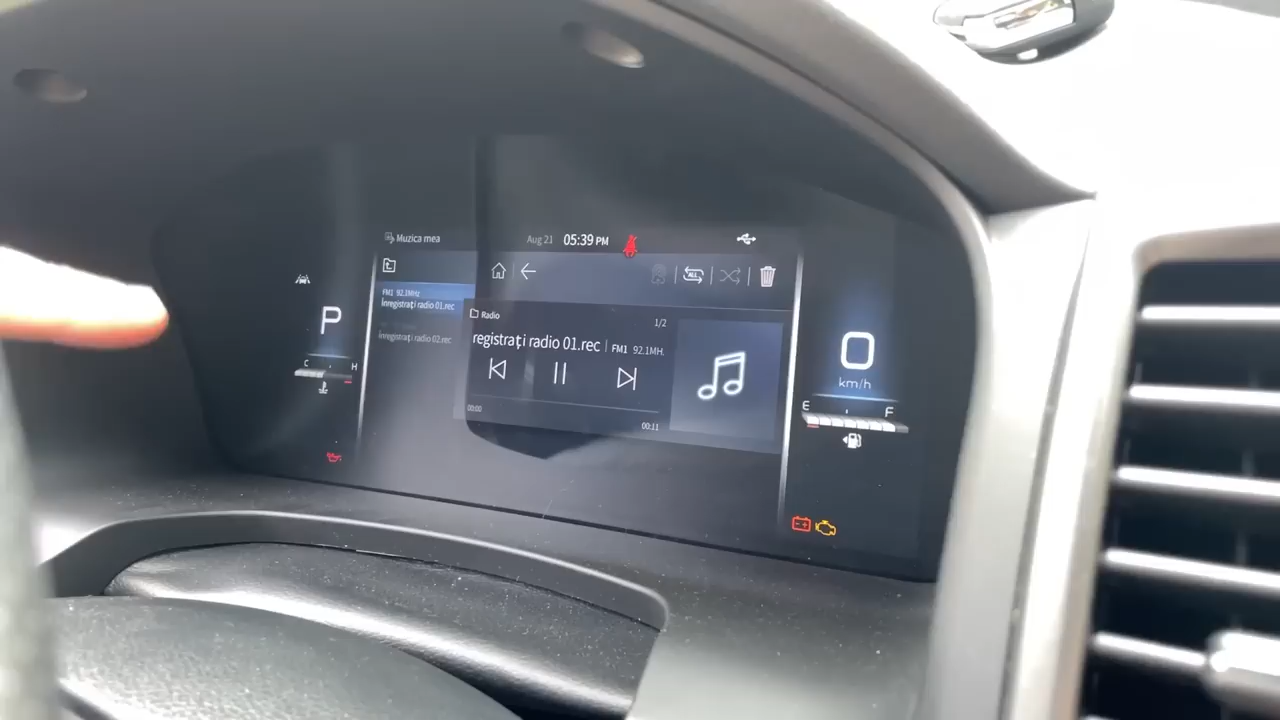 Muzica mea
Aug 21 05:39 PM
ALL
FM1 92.1MHz
Înregistrați radio 01.rec
Înregistrați radio 02.rec
Radio
1/2
registrați radio 01.rec FM1 92.1MH.
00:00
00:11
P
C H
0
km/h
E F